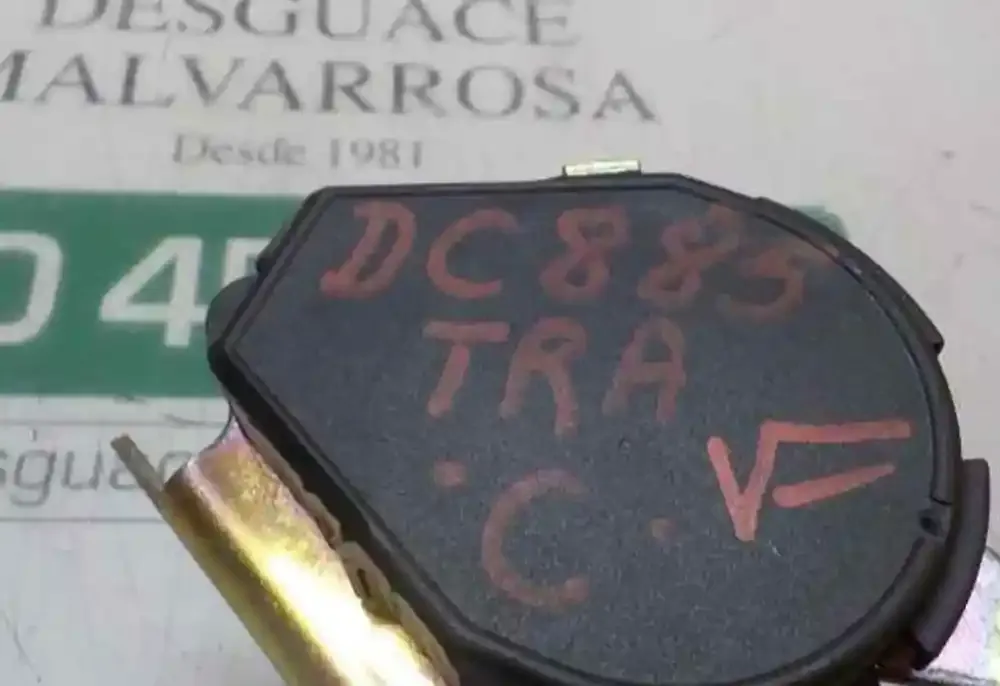 DESGUACE
MALVARROSA
Desde 1981
DC885
TRA
C